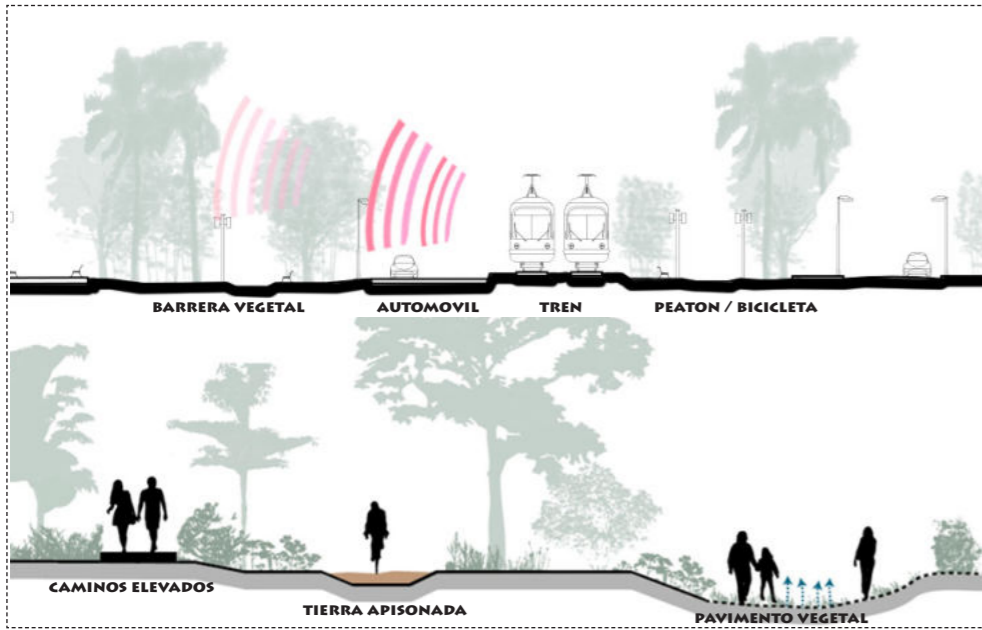 BARRERA VEGETAL
AUTOMOVIL
TREN
PEATON / BICICLETA
CAMINOS ELEVADOS
TIERRA APISONADA
PAVIMENTO VEGETAL